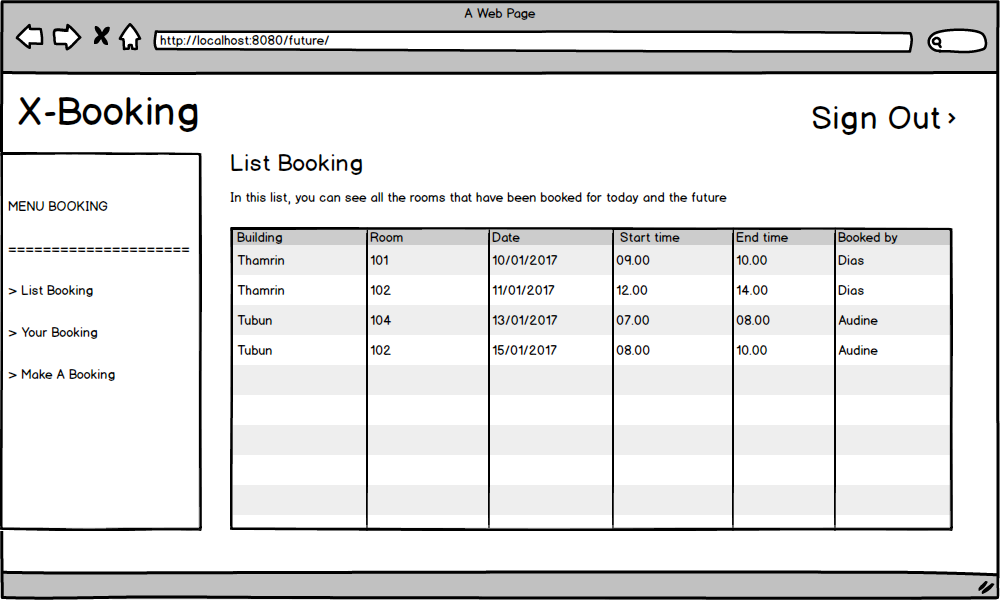 A Web Page
http://localhost:8080/future/
X-Booking
Sign Out >
MENU BOOKING
=====================
> List Booking
> Your Booking
> Make A Booking
List Booking
In this list, you can see all the rooms that have been booked for today and the future
Building Room Date Start time End time Booked by
Thamrin 101 10/01/2017 09.00 10.00 Dias
Thamrin 102 11/01/2017 12.00 14.00 Dias
Tubun 104 13/01/2017 07.00 08.00 Audine
Tubun 102 15/01/2017 08.00 10.00 Audine